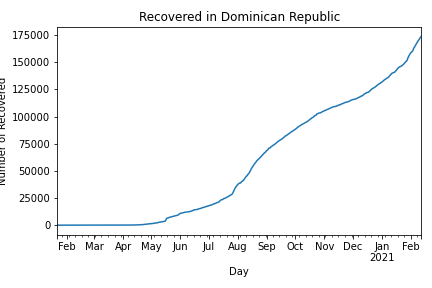 Recovered in Dominican Republic
Number of Recovered
175000
150000
125000
100000
75000
50000
25000
0
Feb Mar Apr May Jun Jul Aug Sep Oct Nov Dec Jan Feb
2021
Day